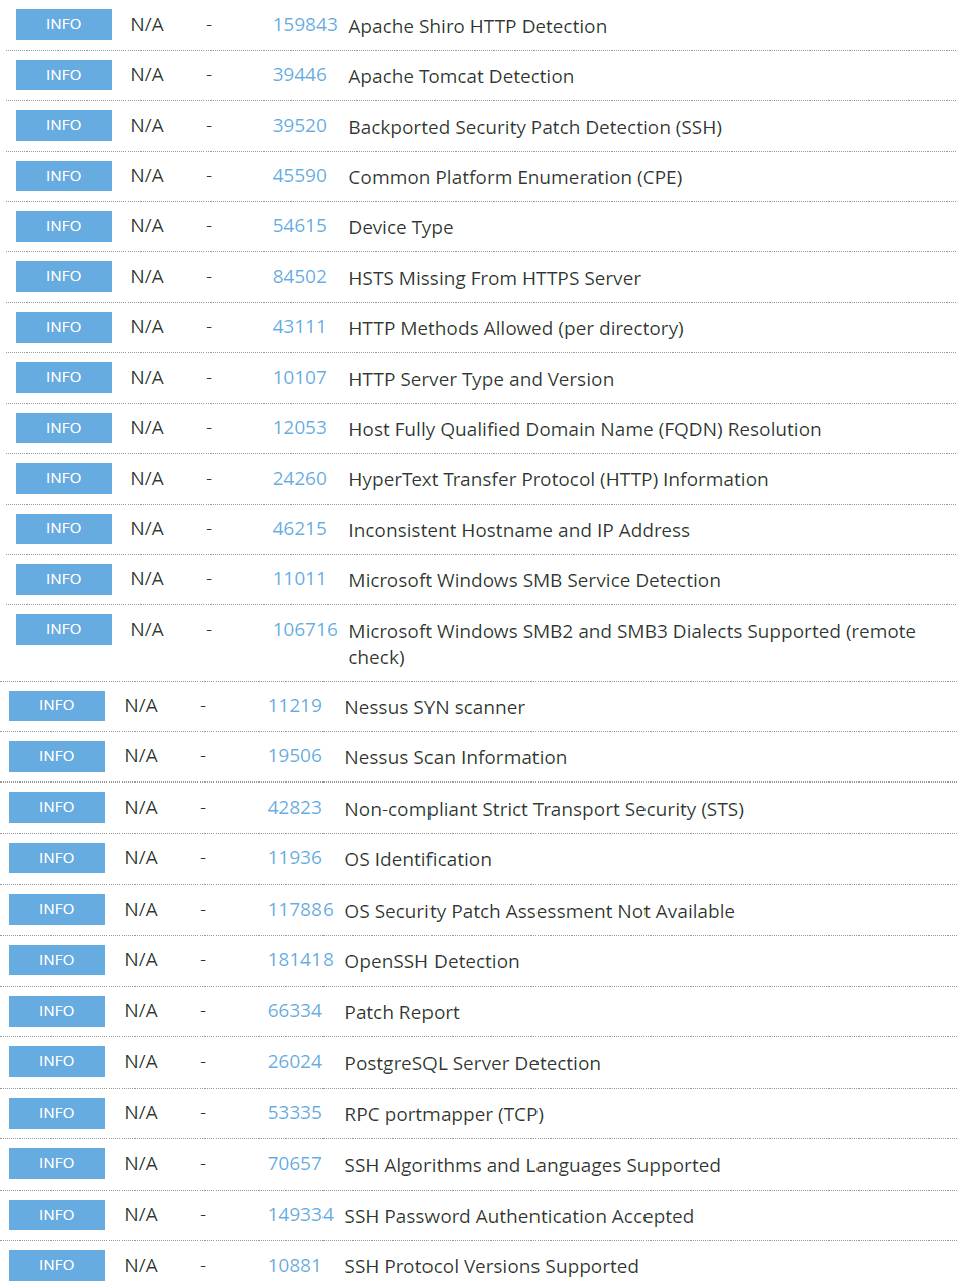 INFO N/A - 159843 Apache Shiro HTTP Detection
INFO N/A - 39446 Apache Tomcat Detection
INFO N/A - 39520 Backported Security Patch Detection (SSH)
INFO N/A - 45590 Common Platform Enumeration (CPE)
INFO N/A - 54615 Device Type
INFO N/A - 84502 HSTS Missing From HTTPS Server
INFO N/A - 43111 HTTP Methods Allowed (per directory)
INFO N/A - 10107 HTTP Server Type and Version
INFO N/A - 12053 Host Fully Qualified Domain Name (FQDN) Resolution
INFO N/A - 24260 HyperText Transfer Protocol (HTTP) Information
INFO N/A - 46215 Inconsistent Hostname and IP Address
INFO N/A - 11011 Microsoft Windows SMB Service Detection
INFO N/A - 106716 Microsoft Windows SMB2 and SMB3 Dialects Supported (remote
check)
INFO N/A - 11219 Nessus SYN scanner
INFO N/A - 19506 Nessus Scan Information
INFO N/A - 42823 Non-compliant Strict Transport Security (STS)
INFO N/A - 11936 OS Identification
INFO N/A - 117886 OS Security Patch Assessment Not Available
INFO N/A - 181418 OpenSSH Detection
INFO N/A - 66334 Patch Report
INFO N/A - 26024 PostgreSQL Server Detection
INFO N/A - 53335 RPC portmapper (TCP)
INFO N/A - 70657 SSH Algorithms and Languages Supported
INFO N/A - 149334 SSH Password Authentication Accepted
INFO N/A - 10881 SSH Protocol Versions Supported